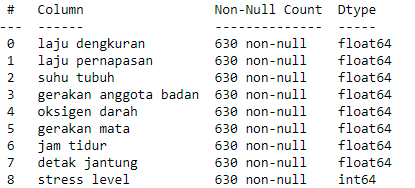 #   Column                 Non-Null Count  Dtype
---  ------                 --------------  -----
0   laju dengkuran         630 non-null    float64
1   laju pernapasan        630 non-null    float64
2   suhu tubuh             630 non-null    float64
3   gerakan anggota badan  630 non-null    float64
4   oksigen darah          630 non-null    float64
5   gerakan mata           630 non-null    float64
6   jam tidur              630 non-null    float64
7   detak jantung          630 non-null    float64
8   stress level           630 non-null    int64